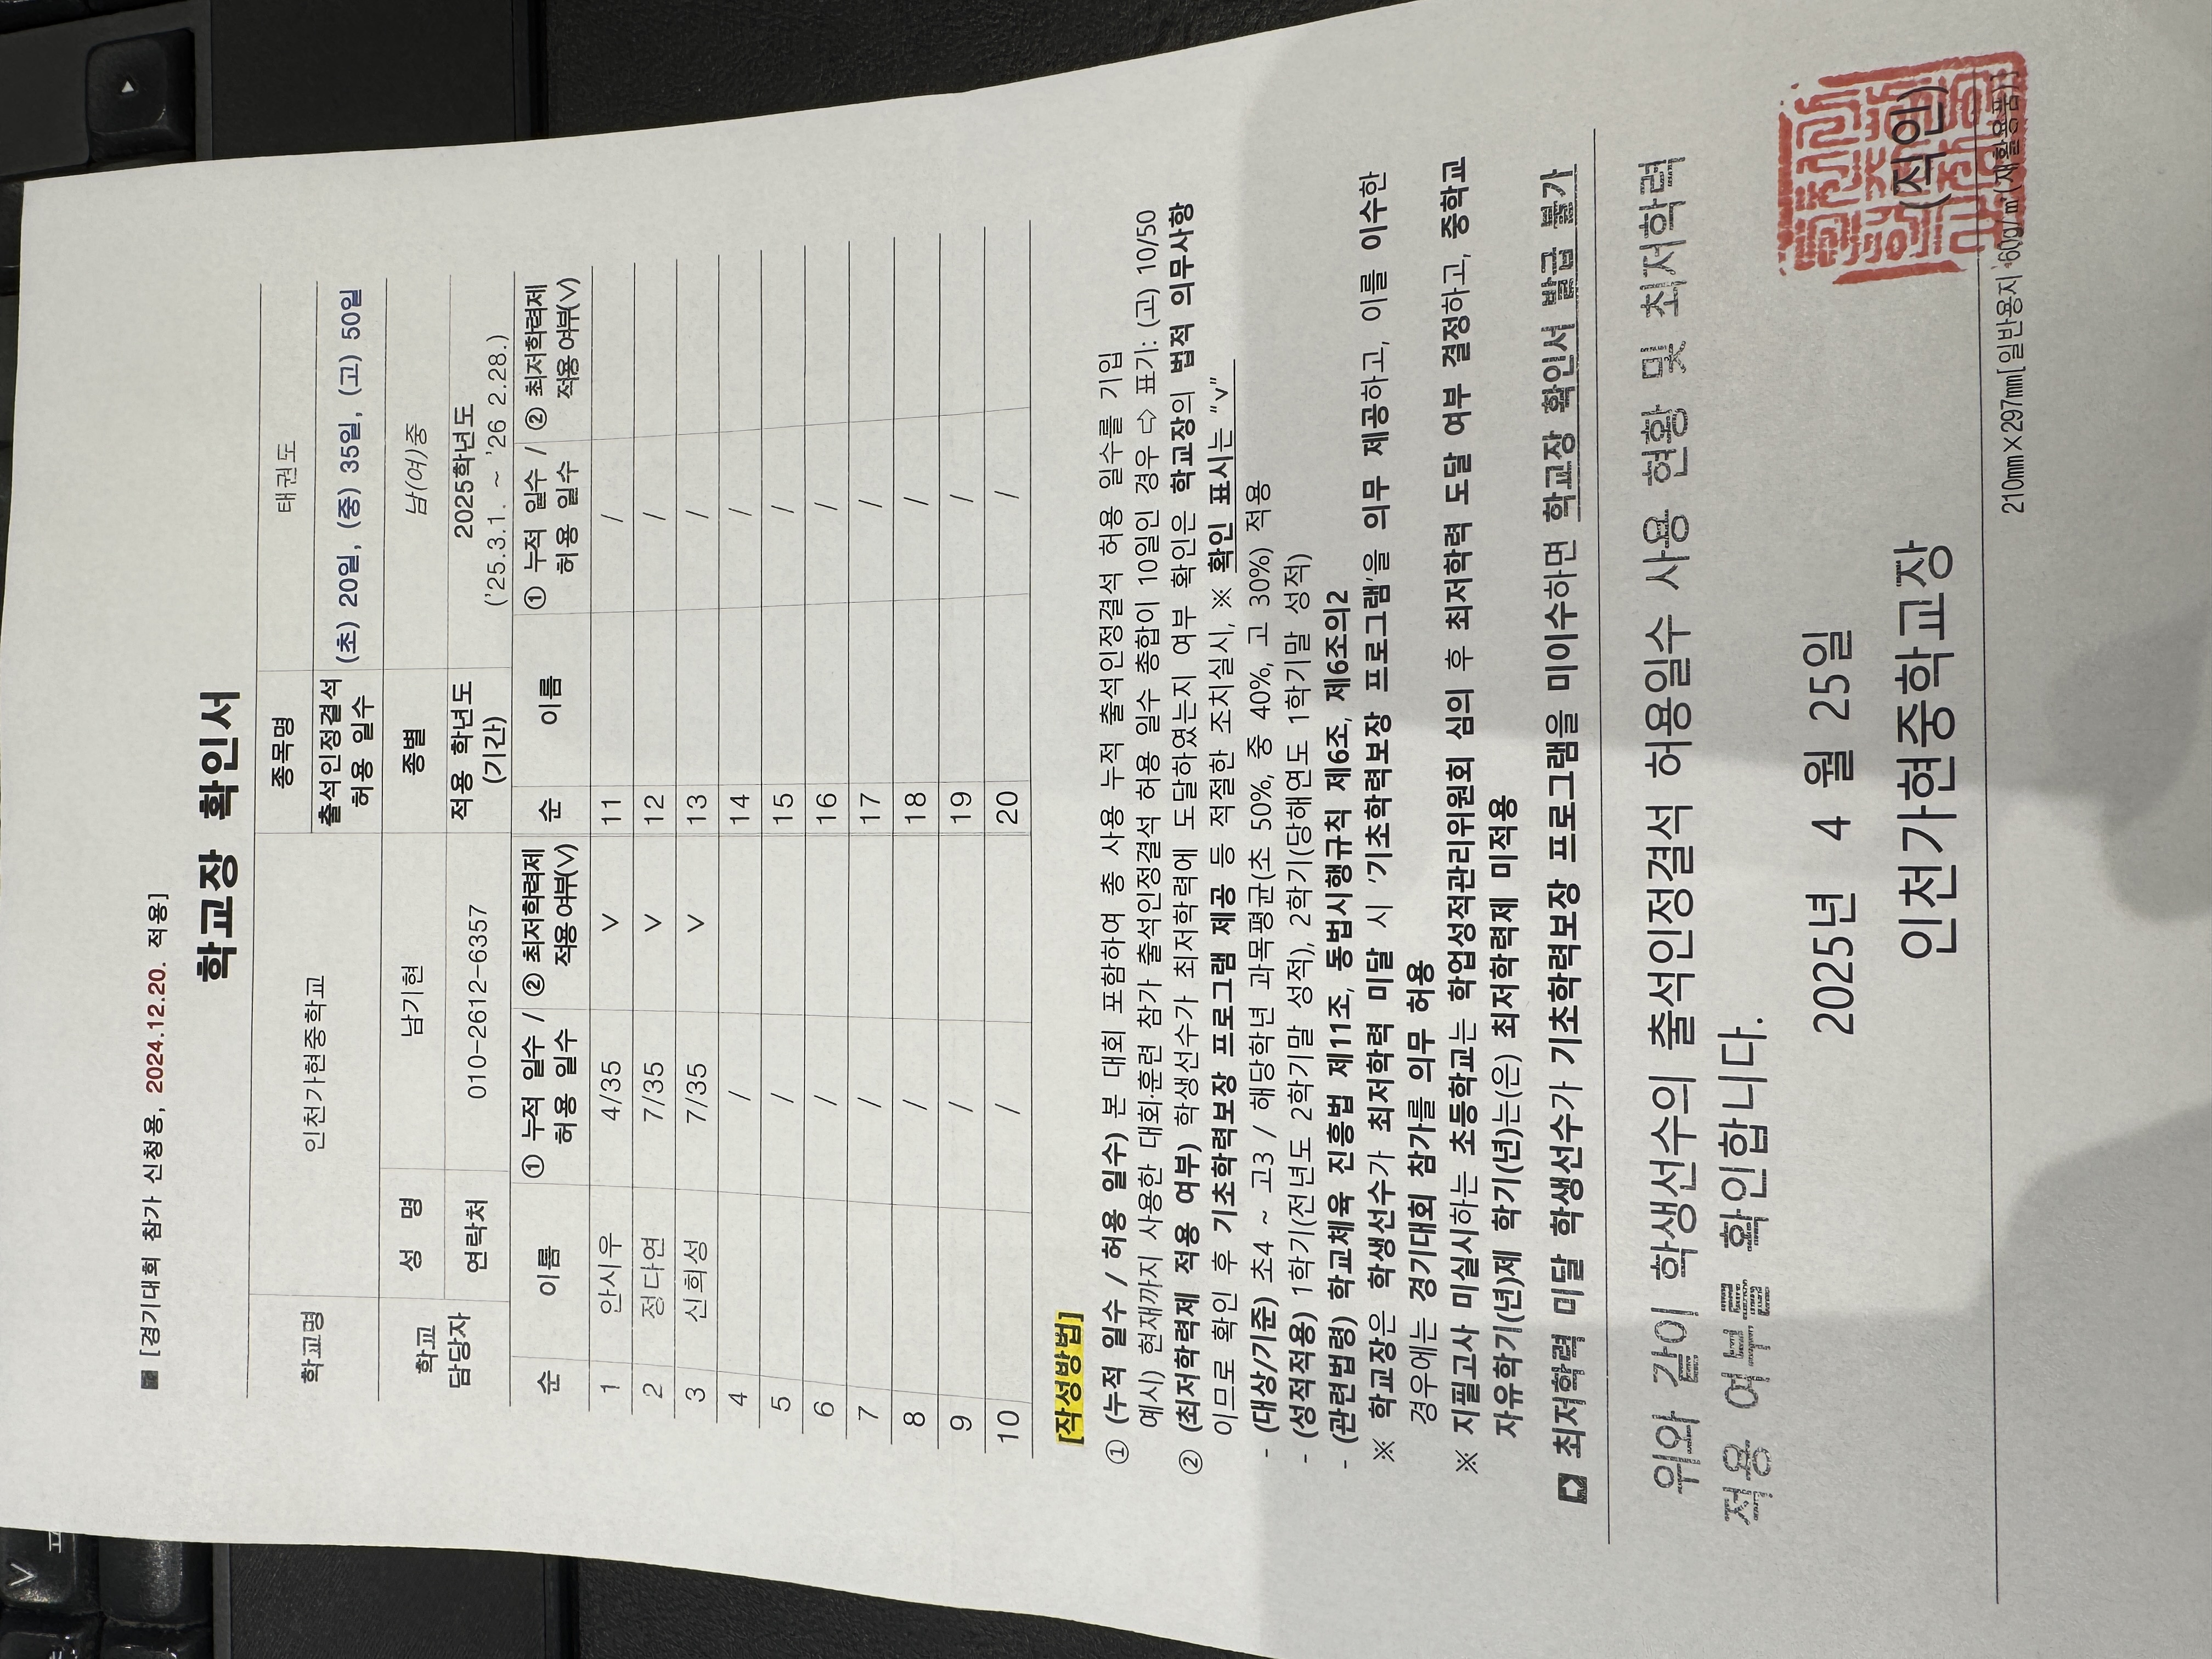 ■ [경기대회 참가 신청용, 2024.12.20. 적용]
학교장 확인서
학교명 인천가현중학교 종목명 태권도
출석인정결석 허용 일수 (초) 20일, (중) 35일, (고) 50일
학교 담당자 성 명 남기현 종별 남(여)중
연락처 010-2612-6357 적용 학년도 (기간) 2025학년도 ('25.3.1. ~ '26 2.28.)
순 이름 ① 누적 일수 / 허용 일수 ② 최저학력제 적용 여부(V) 순 이름 ① 누적 일수 / 허용 일수 ② 최저학력제 적용 여부(V)
1 안시우 4/35 V 11 /
2 정다연 7/35 V 12 /
3 신희성 7/35 V 13 /
4 / 14 /
5 / 15 /
6 / 16 /
7 / 17 /
8 / 18 /
9 / 19 /
10 / 20 /
[작성방법]
① (누적 일수 / 허용 일수) 본 대회 포함하여 총 사용 누적 출석인정결석 허용 일수를 기입
예시) 현재까지 사용한 대회·훈련 참가 출석인정결석 허용 일수 총합이 10일인 경우 ⇨ 표기: (고) 10/50
② (최저학력제 적용 여부) 학생선수가 최저학력에 도달하였는지 여부 확인은 학교장의 법적 의무사항
이므로 확인 후 기초학력보장 프로그램 제공 등 적절한 조치실시, ※ 확인 표시는 “v”
- (대상/기준) 초4 ~ 고3 / 해당학년 과목평균(초 50%, 중 40%, 고 30%) 적용
- (성적적용) 1학기(전년도 2학기말 성적), 2학기(당해연도 1학기말 성적)
- (관련법령) 학교체육 진흥법 제11조, 동법시행규칙 제6조, 제6조의2
※ 학교장은 학생선수가 최저학력 미달 시 '기초학력보장 프로그램'을 의무 제공하고, 이를 이수한
경우에는 경기대회 참가를 의무 허용
※ 지필고사 미실시하는 초등학교는 학업성적관리위원회 심의 후 최저학력 도달 여부 결정하고, 중학교
자유학기(년)제 학기(년)는(은) 최저학력제 미적용
➡ 최저학력 미달 학생선수가 기초학력보장 프로그램을 미이수하면 학교장 확인서 발급 불가
위와 같이 학생선수의 출석인정결석 허용일수 사용 현황 및 최저학력
적용 여부를 확인합니다.
2025년 4 월 25일
인천가현중학교장 (직인)
210mm×297mm[일반용지 60g/㎡(재활용품)]